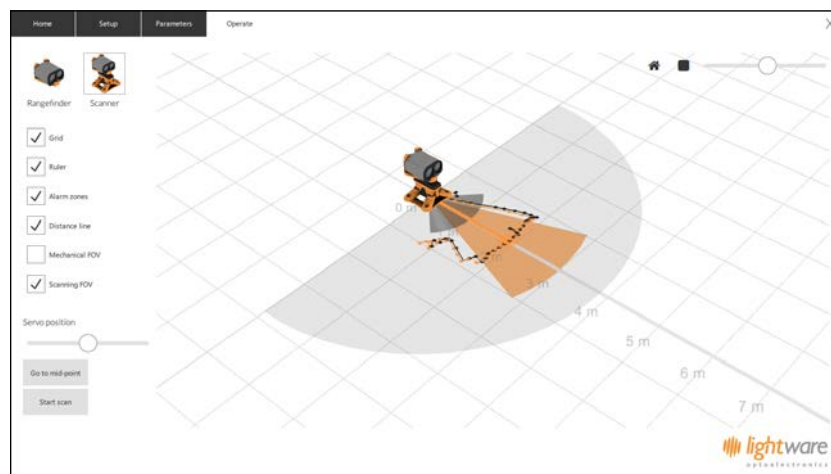 Home Setup Parameters Operate
Rangefinder Scanner
Grid
Ruler
Alarm zones
Distance line
Mechanical FOV
Scanning FOV
Servo position
Go to mid-point
Start scan
0 m
3 m
4 m
5 m
6 m
7 m
lightware
optoelectronics